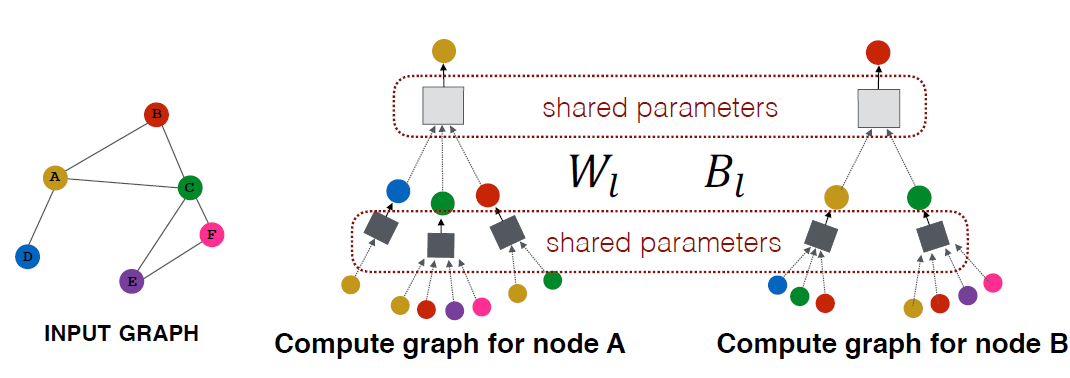 B
A
C
F
D
E
INPUT GRAPH
shared parameters
W_l B_l
shared parameters
Compute graph for node A
Compute graph for node B